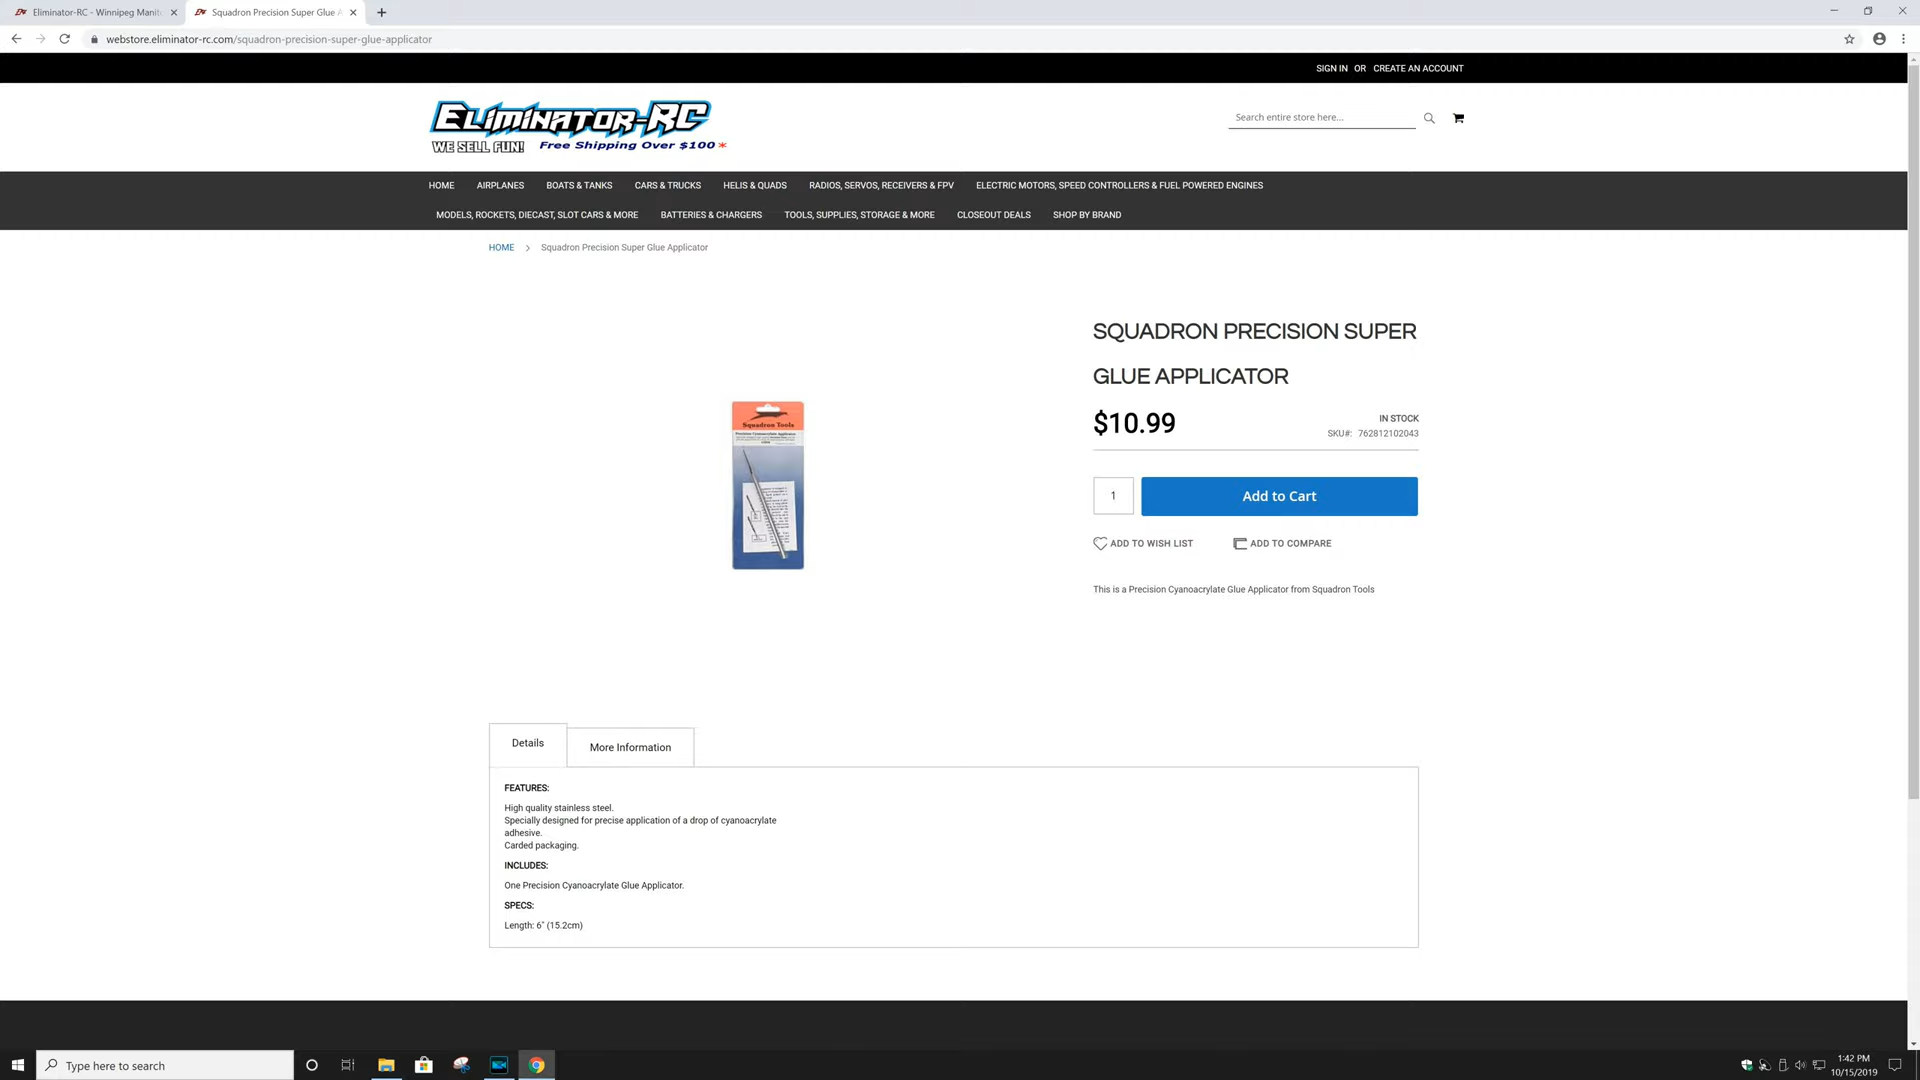 Eliminator-RC - Winnipeg Manit
Squadron Precision Super Glue A
webstore.eliminator-rc.com/squadron-precision-super-glue-applicator
SIGN IN OR CREATE AN ACCOUNT
ELIMINATOR-RC
WE SELL FUN! Free Shipping Over $100 *
Search entire store here...
HOME AIRPLANES BOATS & TANKS CARS & TRUCKS HELIS & QUADS RADIOS, SERVOS, RECEIVERS & FPV ELECTRIC MOTORS, SPEED CONTROLLERS & FUEL POWERED ENGINES
MODELS, ROCKETS, DIECAST, SLOT CARS & MORE BATTERIES & CHARGERS TOOLS, SUPPLIES, STORAGE & MORE CLOSEOUT DEALS SHOP BY BRAND
HOME > Squadron Precision Super Glue Applicator
Squadron Tools
Precision Cyanoacrylate Applicator
SQUADRON PRECISION SUPER
GLUE APPLICATOR
$10.99
IN STOCK
SKU#: 762812102043
1
Add to Cart
ADD TO WISH LIST
ADD TO COMPARE
This is a Precision Cyanoacrylate Glue Applicator from Squadron Tools
Details
More Information
FEATURES:
High quality stainless steel.
Specially designed for precise application of a drop of cyanoacrylate
adhesive.
Carded packaging.
INCLUDES:
One Precision Cyanoacrylate Glue Applicator.
SPECS:
Length: 6" (15.2cm)
Type here to search
1:42 PM
10/15/2019